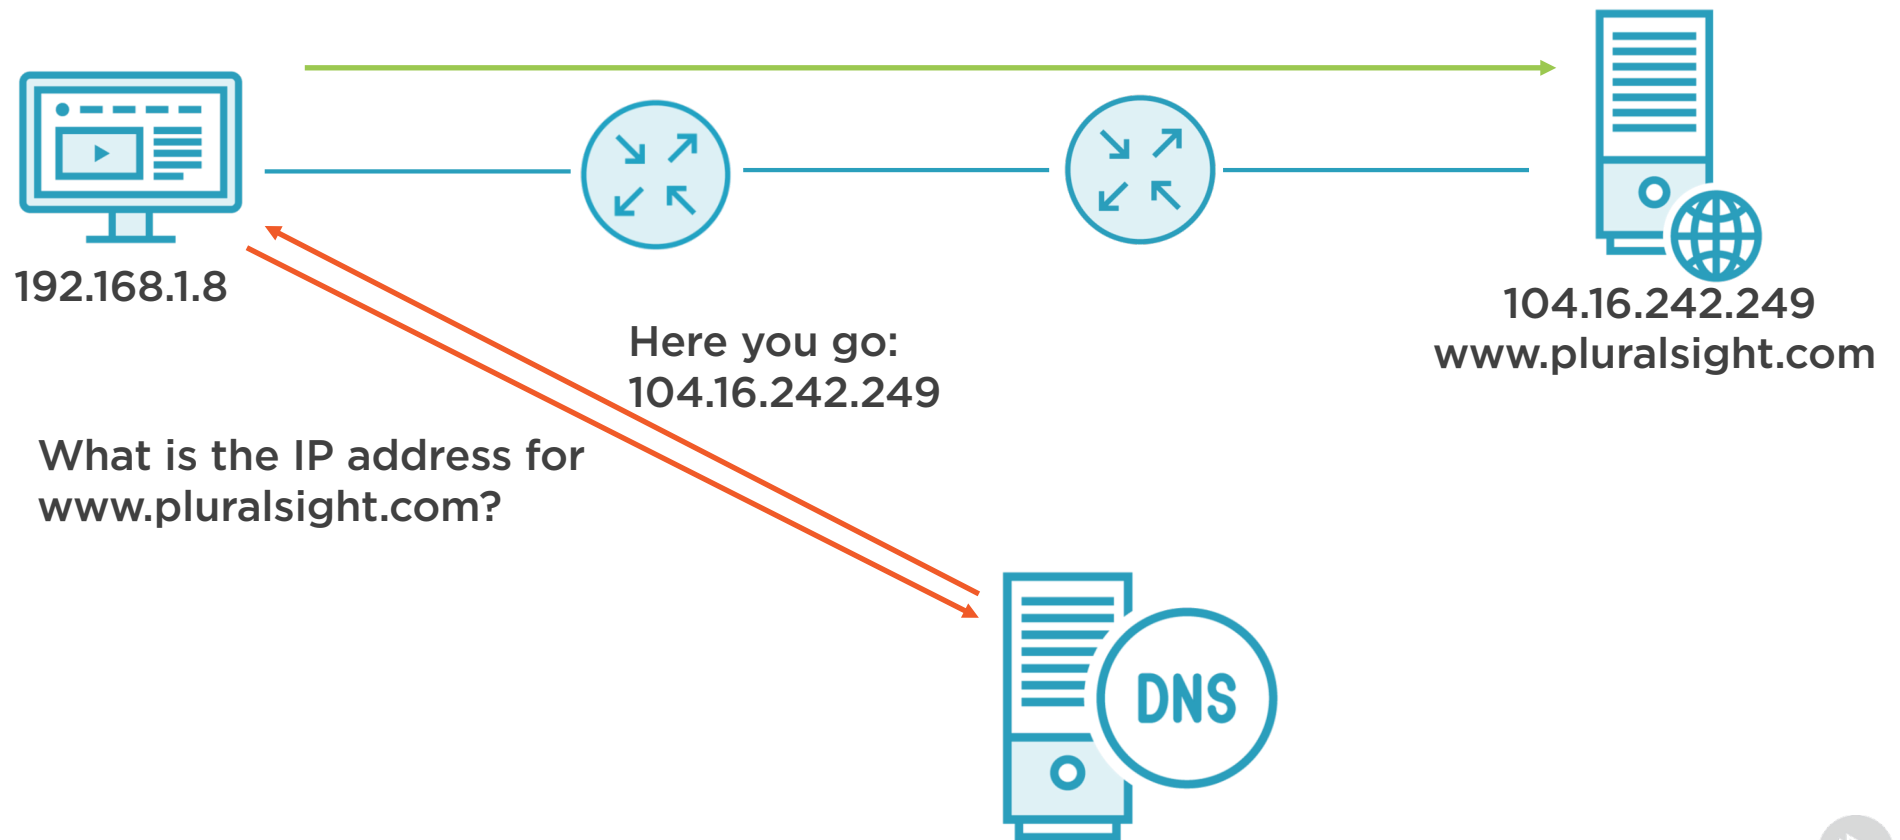 192.168.1.8
104.16.242.249
www.pluralsight.com
Here you go:
104.16.242.249
What is the IP address for
www.pluralsight.com?
DNS